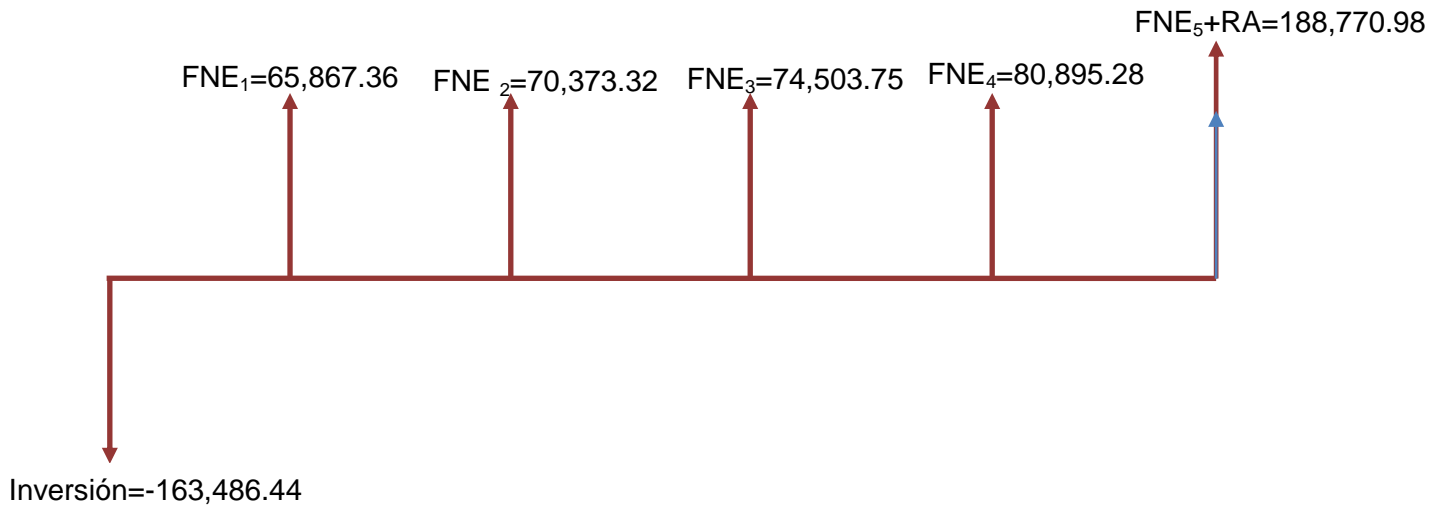 FNE₅+RA=188,770.98
FNE₁=65,867.36
FNE ₂=70,373.32
FNE₃=74,503.75
FNE₄=80,895.28
Inversión=-163,486.44